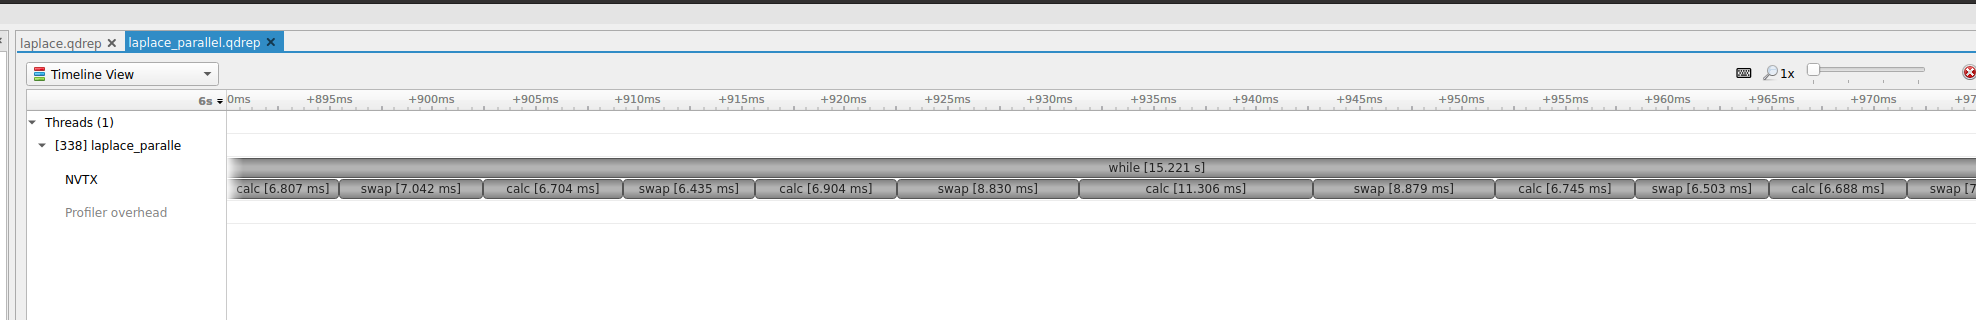 laplace.qdrep laplace_parallel.qdrep
Timeline View 1x
6s 0ms +895ms +900ms +905ms +910ms +915ms +920ms +925ms +930ms +935ms +940ms +945ms +950ms +955ms +960ms +965ms +970ms +97
Threads (1)
[338] laplace_paralle
while [15.221 s]
NVTX
calc [6.807 ms] swap [7.042 ms] calc [6.704 ms] swap [6.435 ms] calc [6.904 ms] swap [8.830 ms] calc [11.306 ms] swap [8.879 ms] calc [6.745 ms] swap [6.503 ms] calc [6.688 ms] swap [7
Profiler overhead